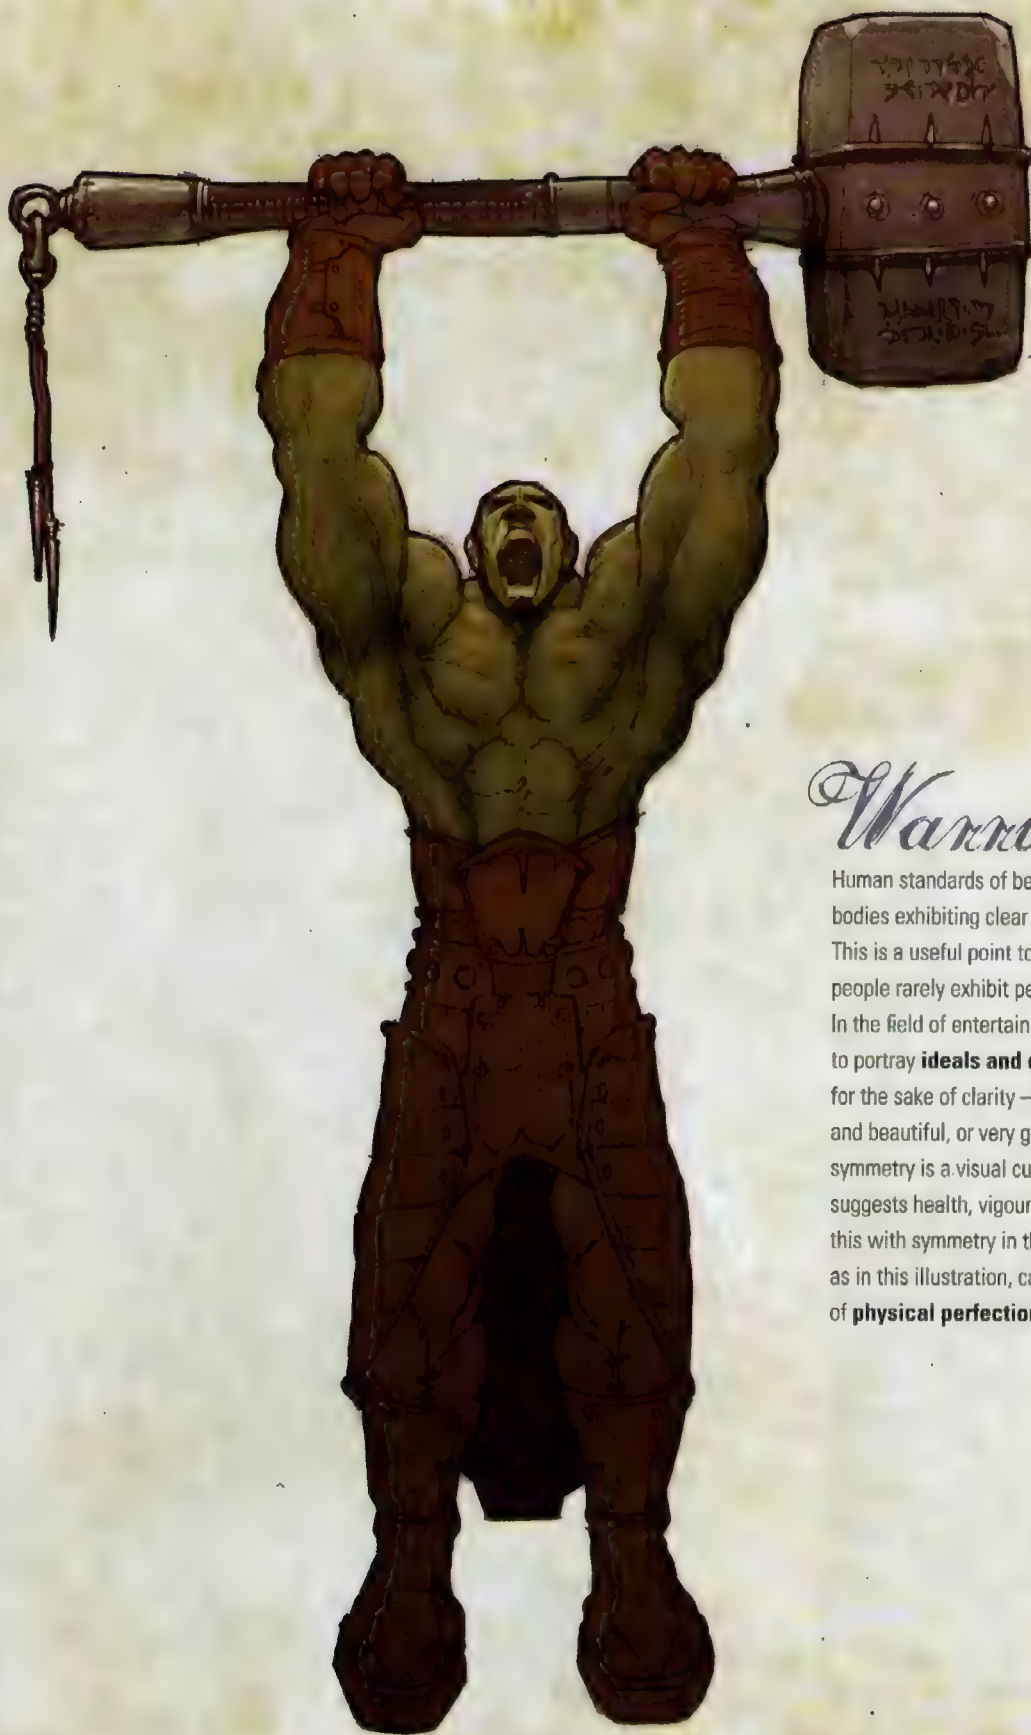 Human standards of be
bodies exhibiting clear
This is a useful point to
people rarely exhibit pe
In the field of entertain
to portray ideals and
for the sake of clarity –
and beautiful, or very g
symmetry is a visual cu
suggests health, vigour
this with symmetry in th
as in this illustration, ca
of physical perfection